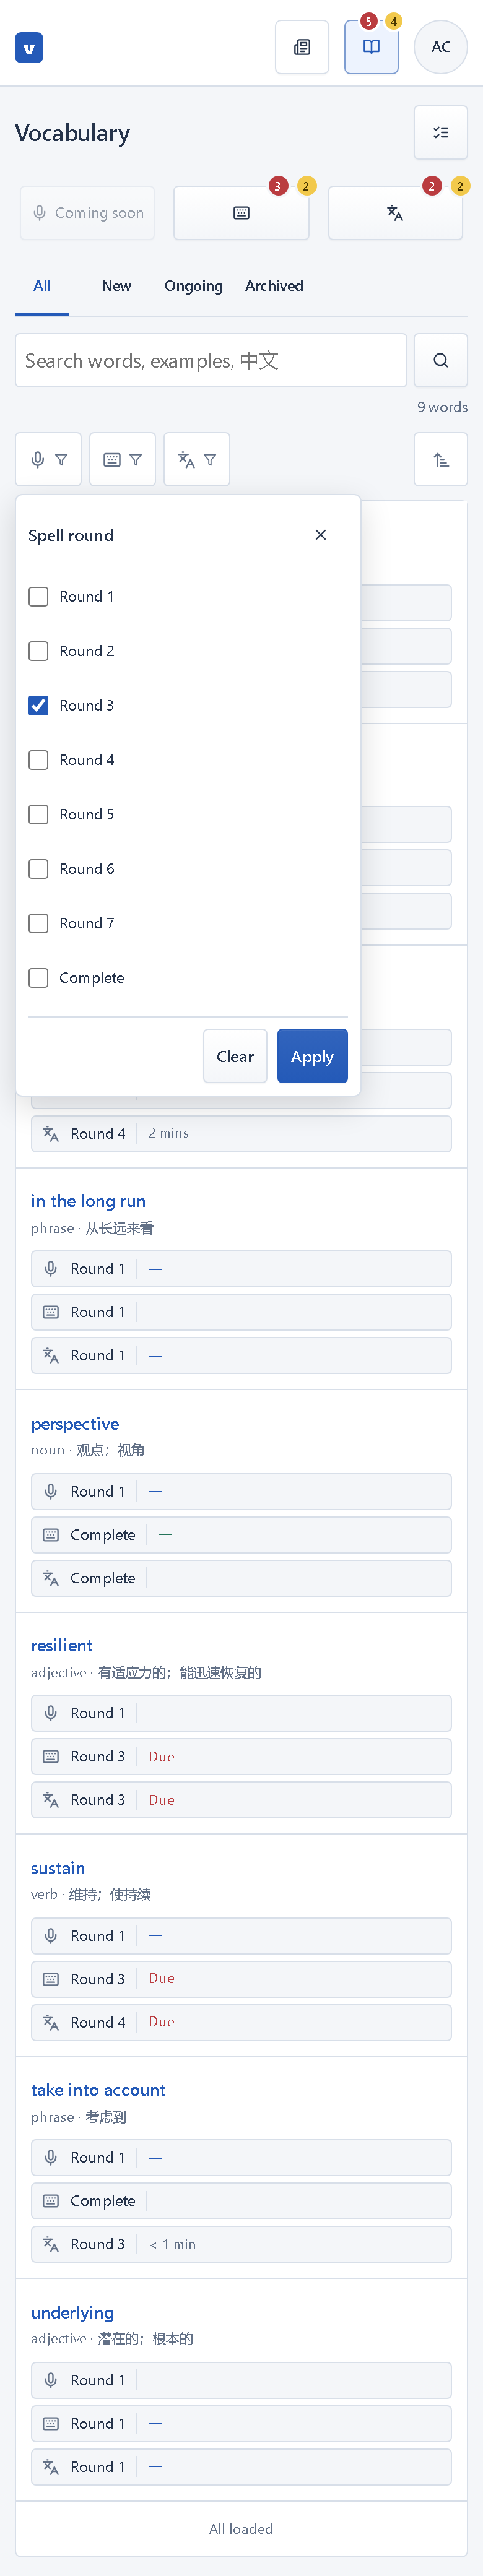 v
5
4
AC
Vocabulary
3
2
2
2
Coming soon
All New Ongoing Archived
Search words, examples, 中文
9 words
Spell round
Round 1
Round 2
Round 3
Round 4
Round 5
Round 6
Round 7
Complete
Clear Apply
Round 4 2 mins
in the long run
phrase · 从长远来看
Round 1 —
Round 1 —
Round 1 —
perspective
noun · 观点；视角
Round 1 —
Complete —
Complete —
resilient
adjective · 有适应力的；能迅速恢复的
Round 1 —
Round 3 Due
Round 3 Due
sustain
verb · 维持；使持续
Round 1 —
Round 3 Due
Round 4 Due
take into account
phrase · 考虑到
Round 1 —
Complete —
Round 3 < 1 min
underlying
adjective · 潜在的；根本的
Round 1 —
Round 1 —
Round 1 —
All loaded